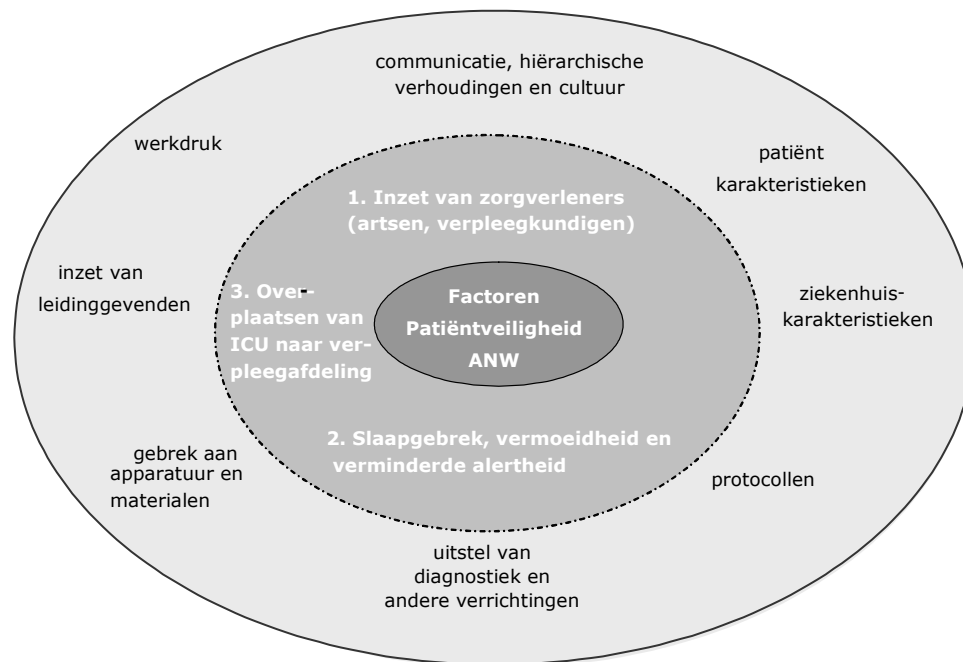 communicatie, hiërarchische
verhoudingen en cultuur
werkdruk
patiënt
karakteristieken
1. Inzet van zorgverleners
(artsen, verpleegkundigen)
inzet van
leidinggevenden
3. Over-
plaatsen van
ICU naar ver-
pleegafdeling
Factoren
Patiëntveiligheid
ANW
ziekenhuis-
karakteristieken
2. Slaapgebrek, vermoeidheid en
verminderde alertheid
gebrek aan
apparatuur en
materialen
protocollen
uitstel van
diagnostiek en
andere verrichtingen